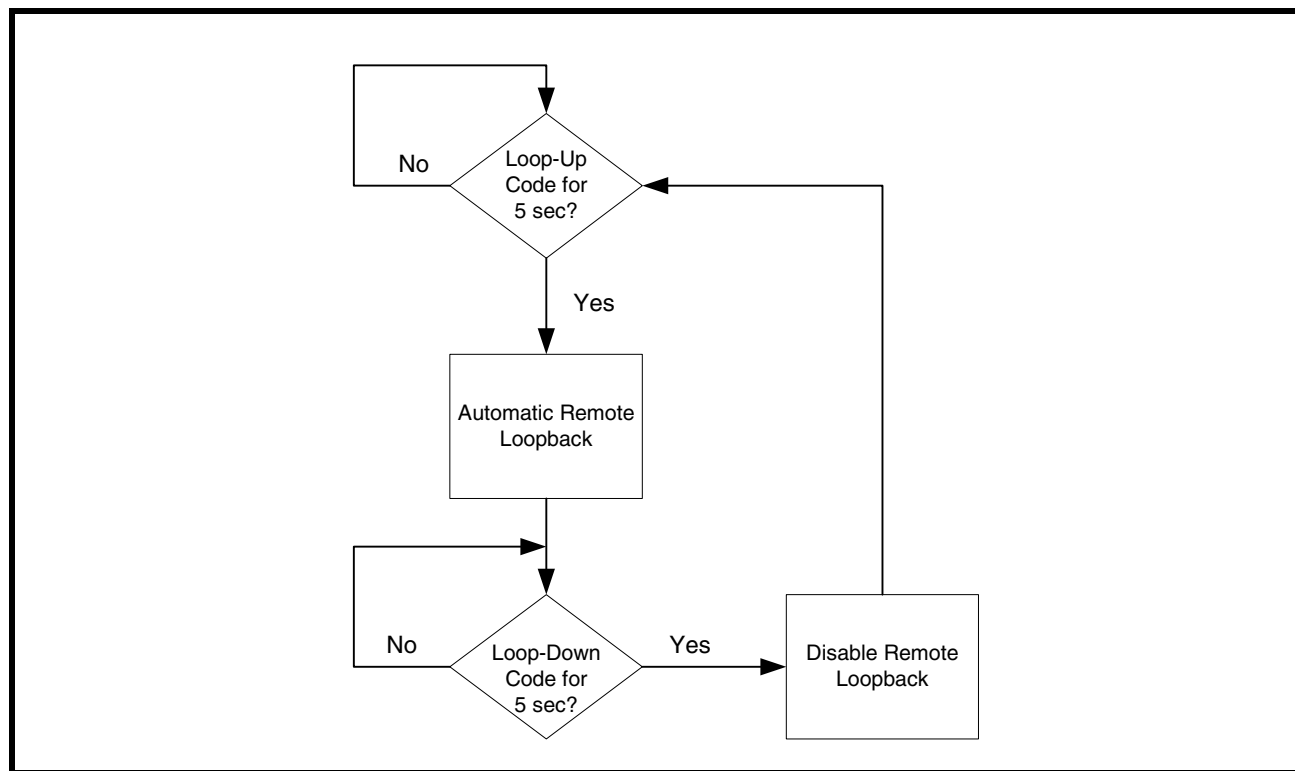 No
Loop-Up
Code for
5 sec?
Yes
Automatic Remote
Loopback
No
Loop-Down
Code for
5 sec?
Yes
Disable Remote
Loopback